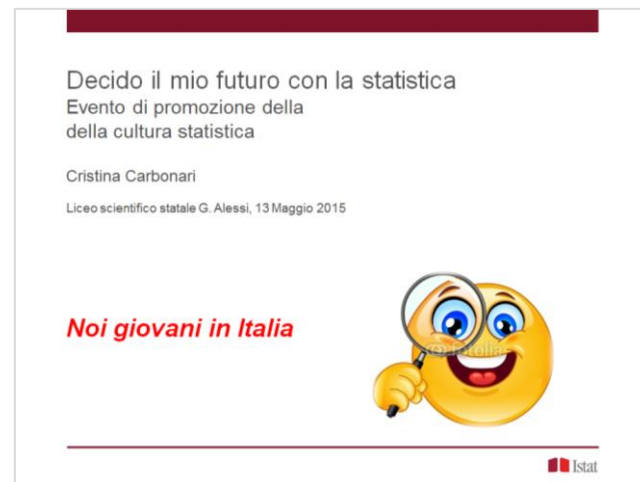 Decido il mio futuro con la statistica
Evento di promozione della
della cultura statistica
Cristina Carbonari
Liceo scientifico statale G. Alessi, 13 Maggio 2015
Noi giovani in Italia
fotolia
Istat